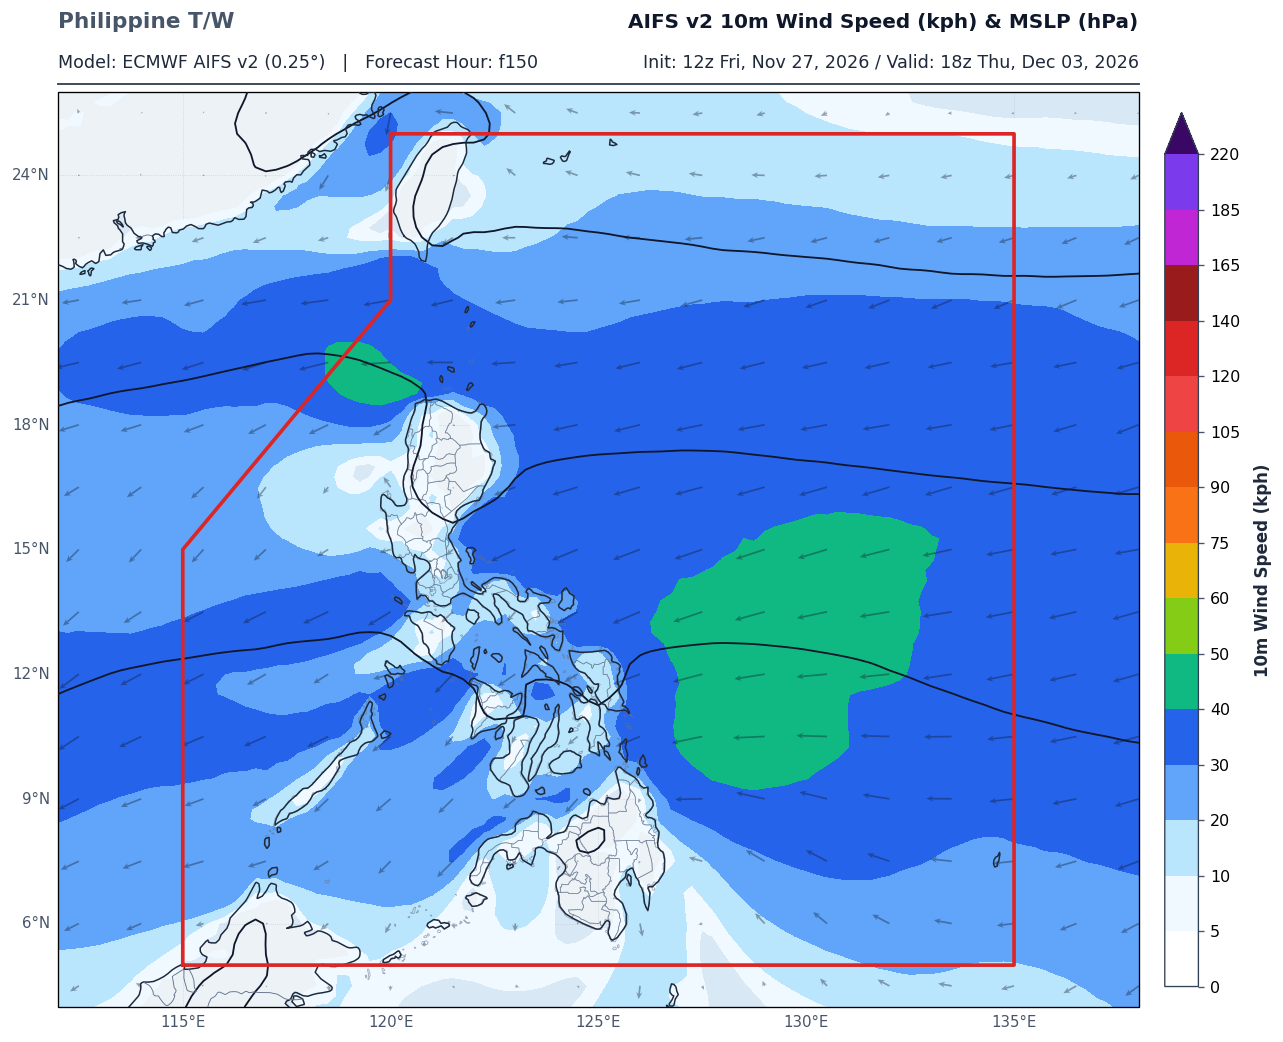 Philippine T/W
AIFS v2 10m Wind Speed (kph) & MSLP (hPa)
Model: ECMWF AIFS v2 (0.25°) | Forecast Hour: f150
Init: 12z Fri, Nov 27, 2026 / Valid: 18z Thu, Dec 03, 2026
24°N
21°N
18°N
15°N
12°N
9°N
6°N
115°E
120°E
125°E
130°E
135°E
220
185
165
140
120
105
90
75
60
50
40
30
20
10
5
0
10m Wind Speed (kph)